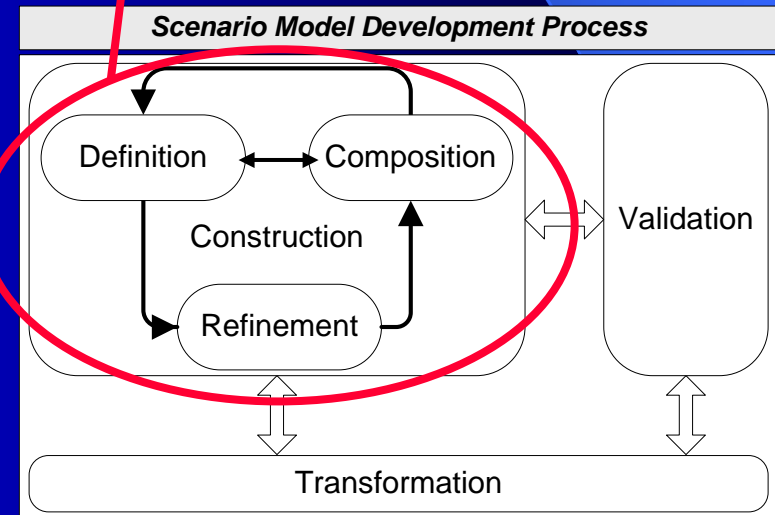 Scenario Model Development Process
Definition
Composition
Construction
Validation
Refinement
Transformation